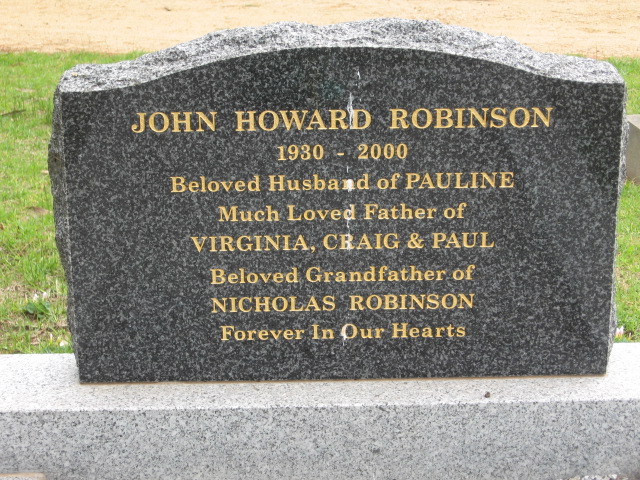 JOHN HOWARD ROBINSON
1930 - 2000
Beloved Husband of PAULINE
Much Loved Father of
VIRGINIA, CRAIG & PAUL
Beloved Grandfather of
NICHOLAS ROBINSON
Forever In Our Hearts